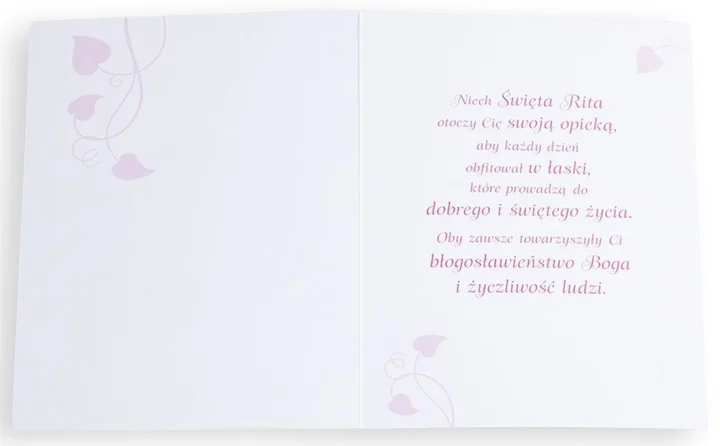 Niech Święta Rita
otoczy Cię swoją opieką,
aby każdy dzień
obfitował w łaski,
które prowadzą do
dobrego i świętego życia.
Oby zawsze towarzyszyły Ci
błogosławieństwo Boga
i życzliwość ludzi.